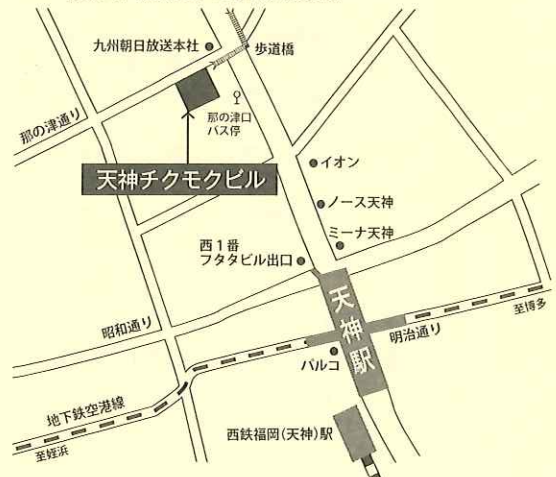 九州朝日放送本社
歩道橋
那の津通り
那の津口
バス停
天神チクモクビル
イオン
ノース天神
ミーナ天神
西1番
フタタビル出口
天神駅
昭和通り
明治通り
至博多
パルコ
地下鉄空港線
至姪浜
西鉄福岡(天神)駅